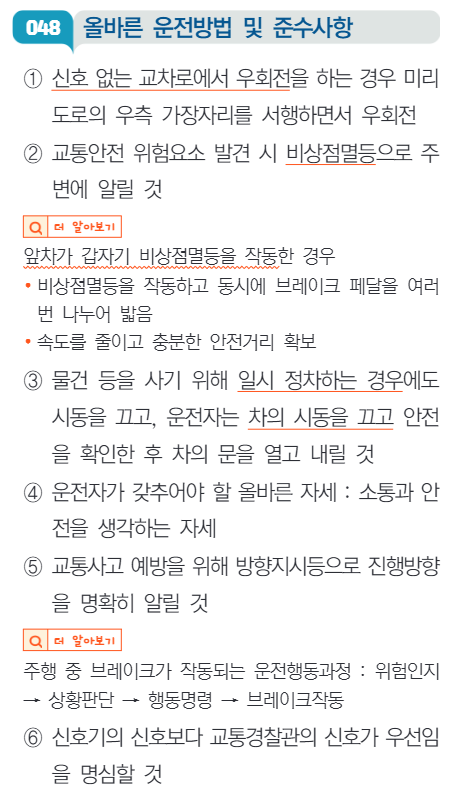 048 올바른 운전방법 및 준수사항
① 신호 없는 교차로에서 우회전을 하는 경우 미리
도로의 우측 가장자리를 서행하면서 우회전
② 교통안전 위험요소 발견 시 비상점멸등으로 주
변에 알릴 것
더 알아보기
앞차가 갑자기 비상점멸등을 작동한 경우
• 비상점멸등을 작동하고 동시에 브레이크 페달을 여러
번 나누어 밟음
• 속도를 줄이고 충분한 안전거리 확보
③ 물건 등을 사기 위해 일시 정차하는 경우에도
시동을 끄고, 운전자는 차의 시동을 끄고 안전
을 확인한 후 차의 문을 열고 내릴 것
④ 운전자가 갖추어야 할 올바른 자세 : 소통과 안
전을 생각하는 자세
⑤ 교통사고 예방을 위해 방향지시등으로 진행방향
을 명확히 알릴 것
더 알아보기
주행 중 브레이크가 작동되는 운전행동과정 : 위험인지
→ 상황판단 → 행동명령 → 브레이크작동
⑥ 신호기의 신호보다 교통경찰관의 신호가 우선임
을 명심할 것